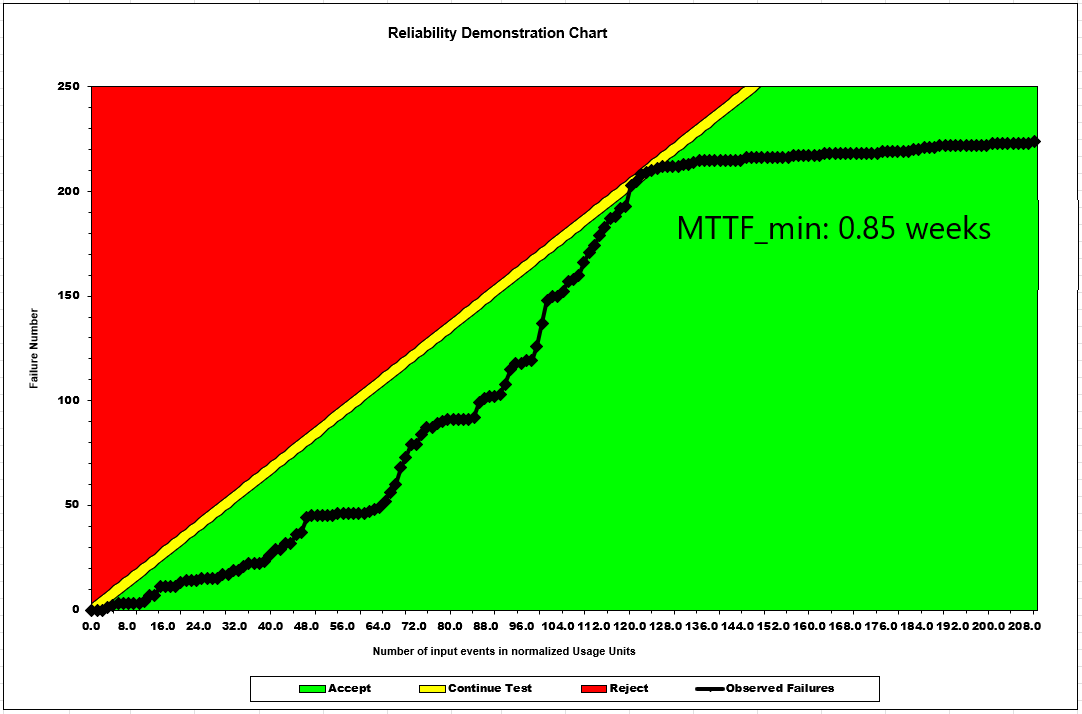 Reliability Demonstration Chart
250
200
150
100
50
0
Failure Number
MTTF_min: 0.85 weeks
0.0 8.0 16.0 24.0 32.0 40.0 48.0 56.0 64.0 72.0 80.0 88.0 96.0 104.0 112.0 120.0 128.0 136.0 144.0 152.0 160.0 168.0 176.0 184.0 192.0 200.0 208.0
Number of input events in normalized Usage Units
Accept Continue Test Reject Observed Failures